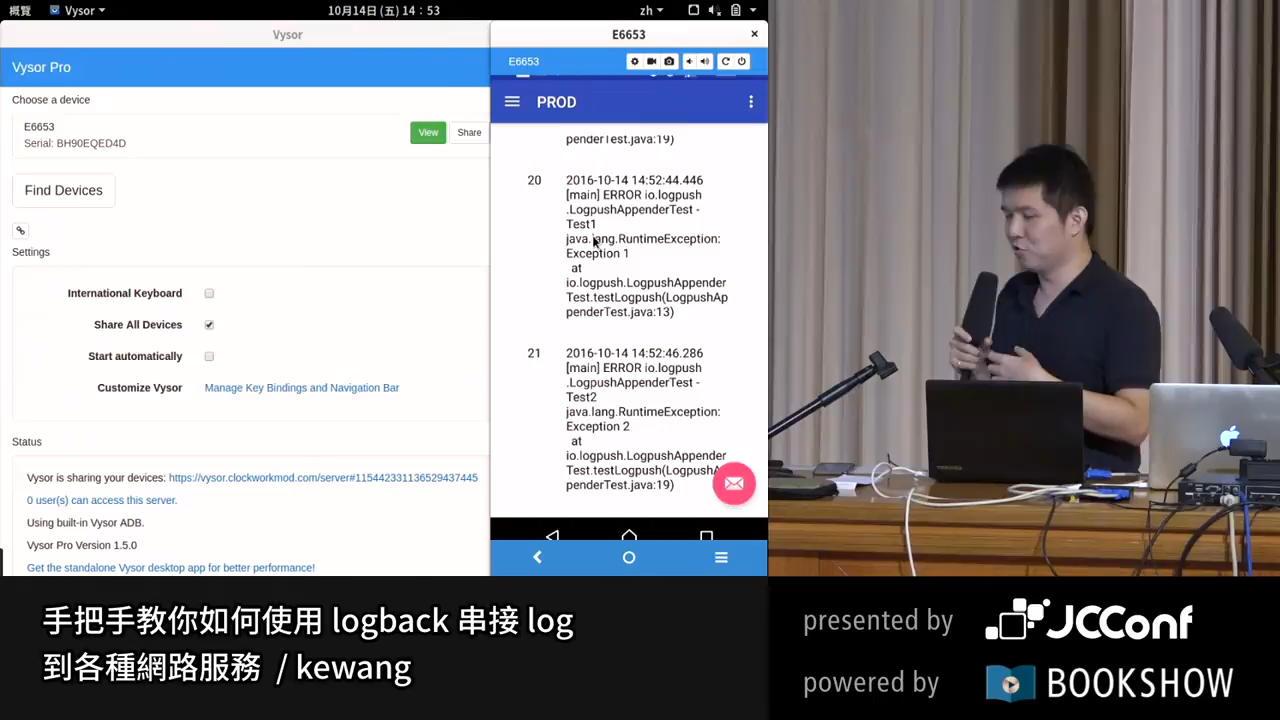 概覽
Vysor
10月14日 (五) 14：53
zh
Vysor
Vysor Pro
Choose a device
E6653
Serial: BH90EQED4D
View
Share
Find Devices
Settings
International Keyboard
Share All Devices
Start automatically
Customize Vysor
Manage Key Bindings and Navigation Bar
Status
Vysor is sharing your devices: https://vysor.clockworkmod.com/server#115442331136529437445
0 user(s) can access this server.
Using built-in Vysor ADB.
Vysor Pro Version 1.5.0
Get the standalone Vysor desktop app for better performance!
E6653
E6653
PROD
penderTest.java:19)
20
2016-10-14 14:52:44.446
[main] ERROR io.logpush
.LogpushAppenderTest -
Test1
java.lang.RuntimeException:
Exception 1
at
io.logpush.LogpushAppender
Test.testLogpush(LogpushAp
penderTest.java:13)
21
2016-10-14 14:52:46.286
[main] ERROR io.logpush
.LogpushAppenderTest -
Test2
java.lang.RuntimeException:
Exception 2
at
io.logpush.LogpushAppender
Test.testLogpush(LogpushA
penderTest.java:19)
TOSHIBA
手把手教你如何使用 logback 串接 log
到各種網路服務 / kewang
presented by JCConf
powered by BOOKSHOW